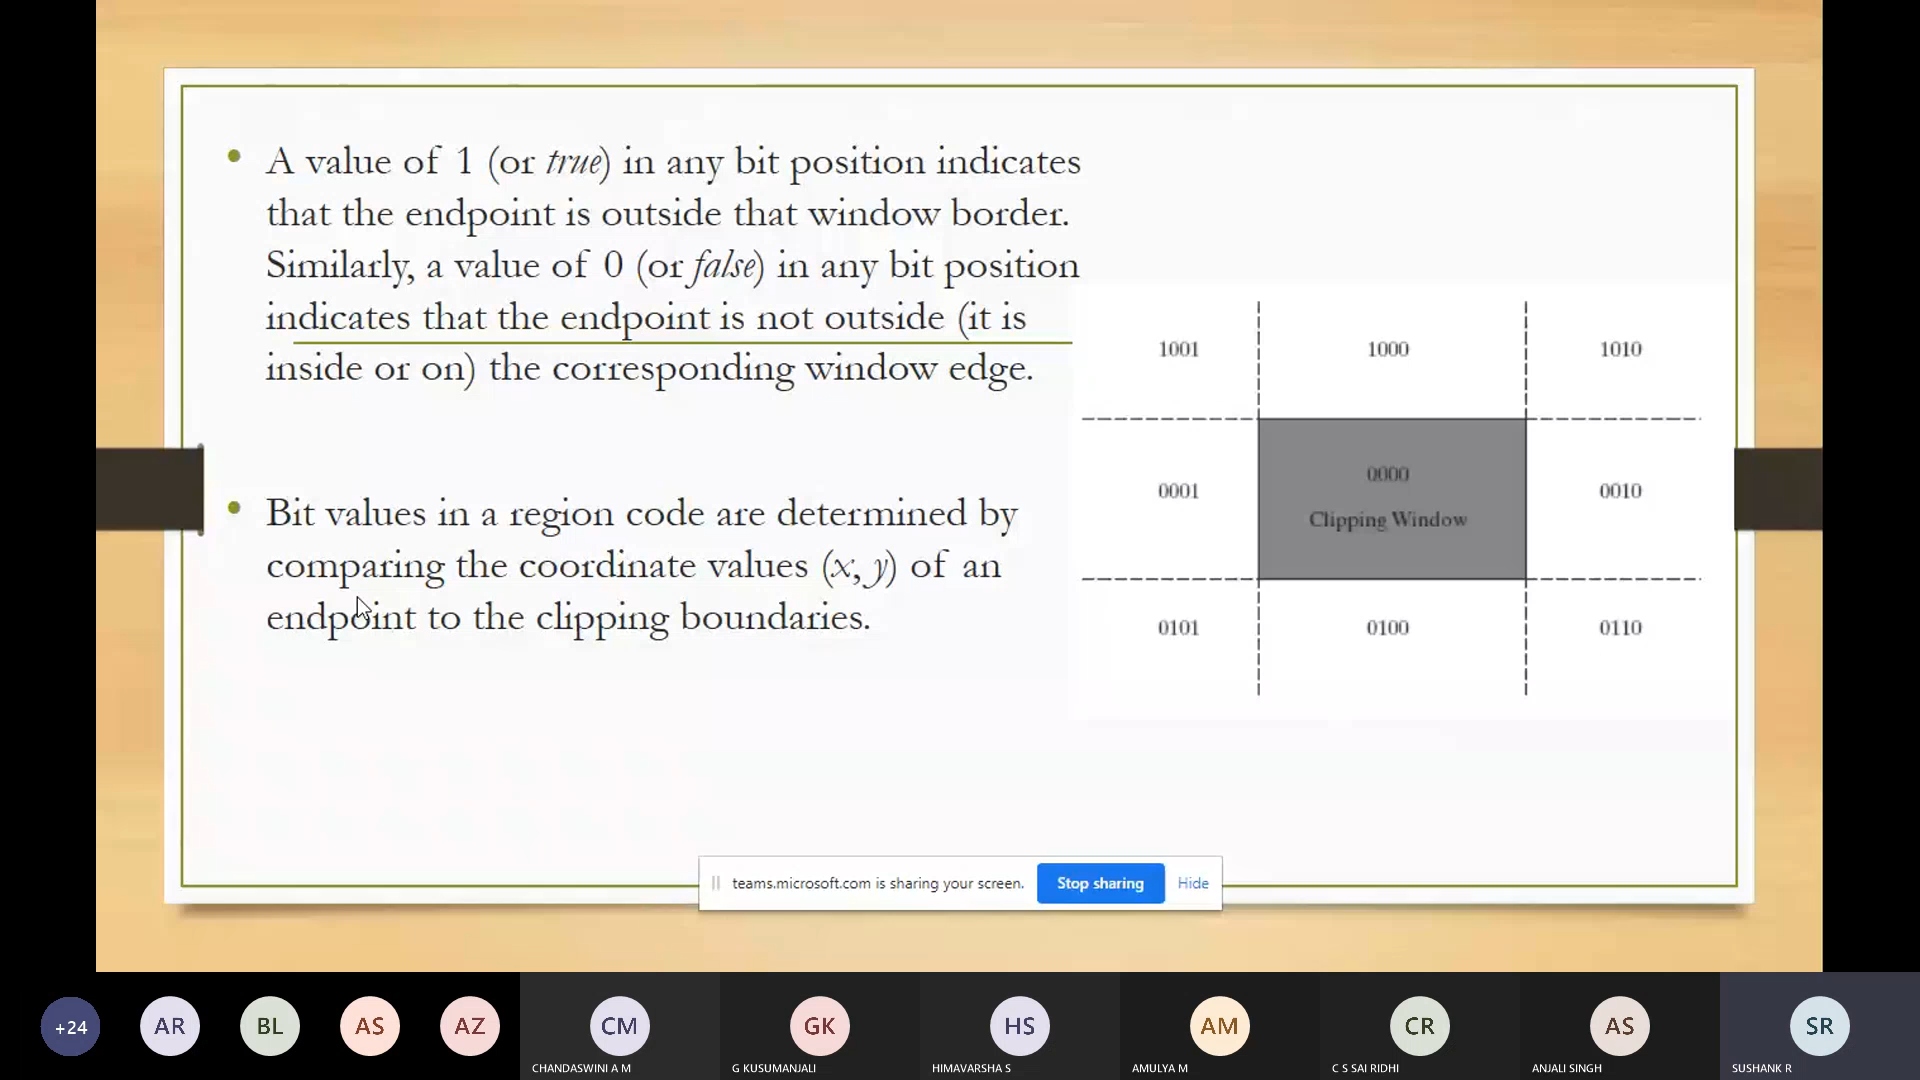 A value of 1 (or true) in any bit position indicates
that the endpoint is outside that window border.
Similarly, a value of 0 (or false) in any bit position
indicates that the endpoint is not outside (it is
inside or on) the corresponding window edge.
Bit values in a region code are determined by
comparing the coordinate values (x, y) of an
endpoint to the clipping boundaries.
1001 1000 1010
0001 0000 0010
Clipping Window
0101 0100 0110
teams.microsoft.com is sharing your screen. Stop sharing Hide
+24 AR BL AS AZ CM GK HS AM CR AS SR
CHANDASWINI A M G KUSUMANJALI HIMAVARSHA S AMULYA M C S SAI RIDHI ANJALI SINGH SUSHANK R